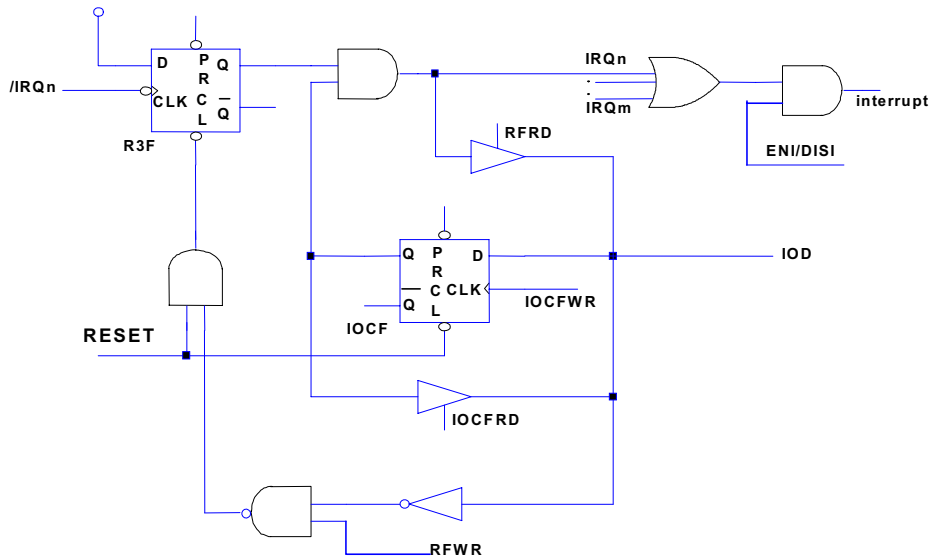 D P Q
R
/IRQn
CLK C Q
L
R3F
IRQn
:
IRQm
interrupt
ENI/DISI
RFRD
Q P D
R
IOD
Q C CLK
L
IOCFWR
IOCF
RESET
IOCFRD
RFWR